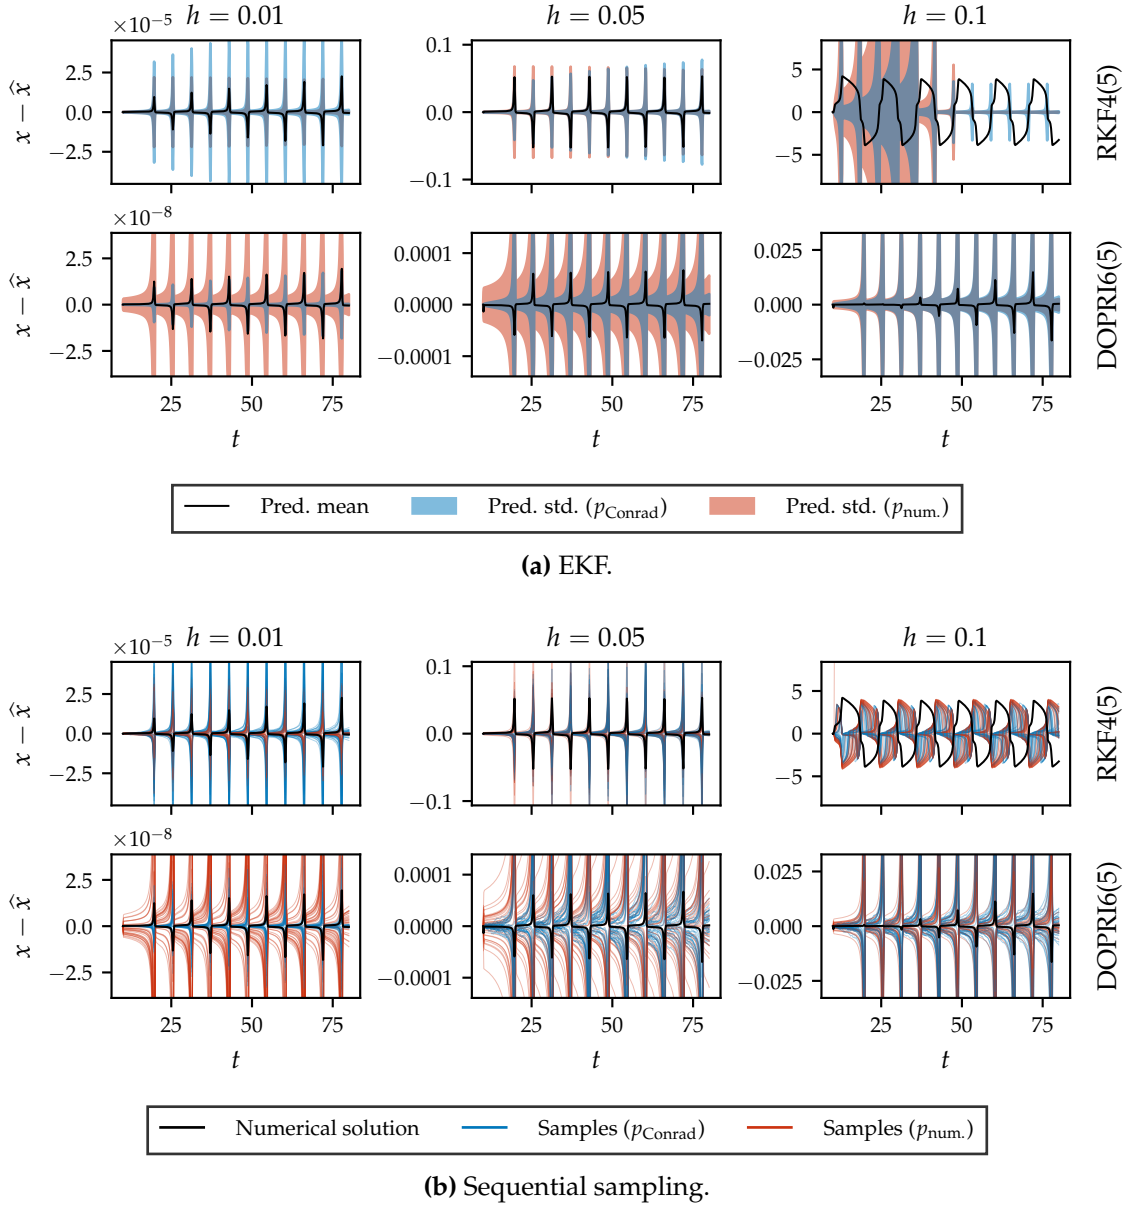 h = 0.01 h = 0.05 h = 0.1
×10⁻⁵
2.5 0.0 −2.5
0.1 0.0 −0.1
5 0 −5
x − x̂
RKF4(5)
×10⁻⁸
2.5 0.0 −2.5
0.0001 0.0000 −0.0001
0.025 0.000 −0.025
x − x̂
DOPRI6(5)
25 50 75 25 50 75 25 50 75
t t t
Pred. mean Pred. std. (p_Conrad) Pred. std. (p_num.)
(a) EKF.
h = 0.01 h = 0.05 h = 0.1
×10⁻⁵
2.5 0.0 −2.5
0.1 0.0 −0.1
5 0 −5
x − x̂
RKF4(5)
×10⁻⁸
2.5 0.0 −2.5
0.0001 0.0000 −0.0001
0.025 0.000 −0.025
x − x̂
DOPRI6(5)
25 50 75 25 50 75 25 50 75
t t t
Numerical solution Samples (p_Conrad) Samples (p_num.)
(b) Sequential sampling.